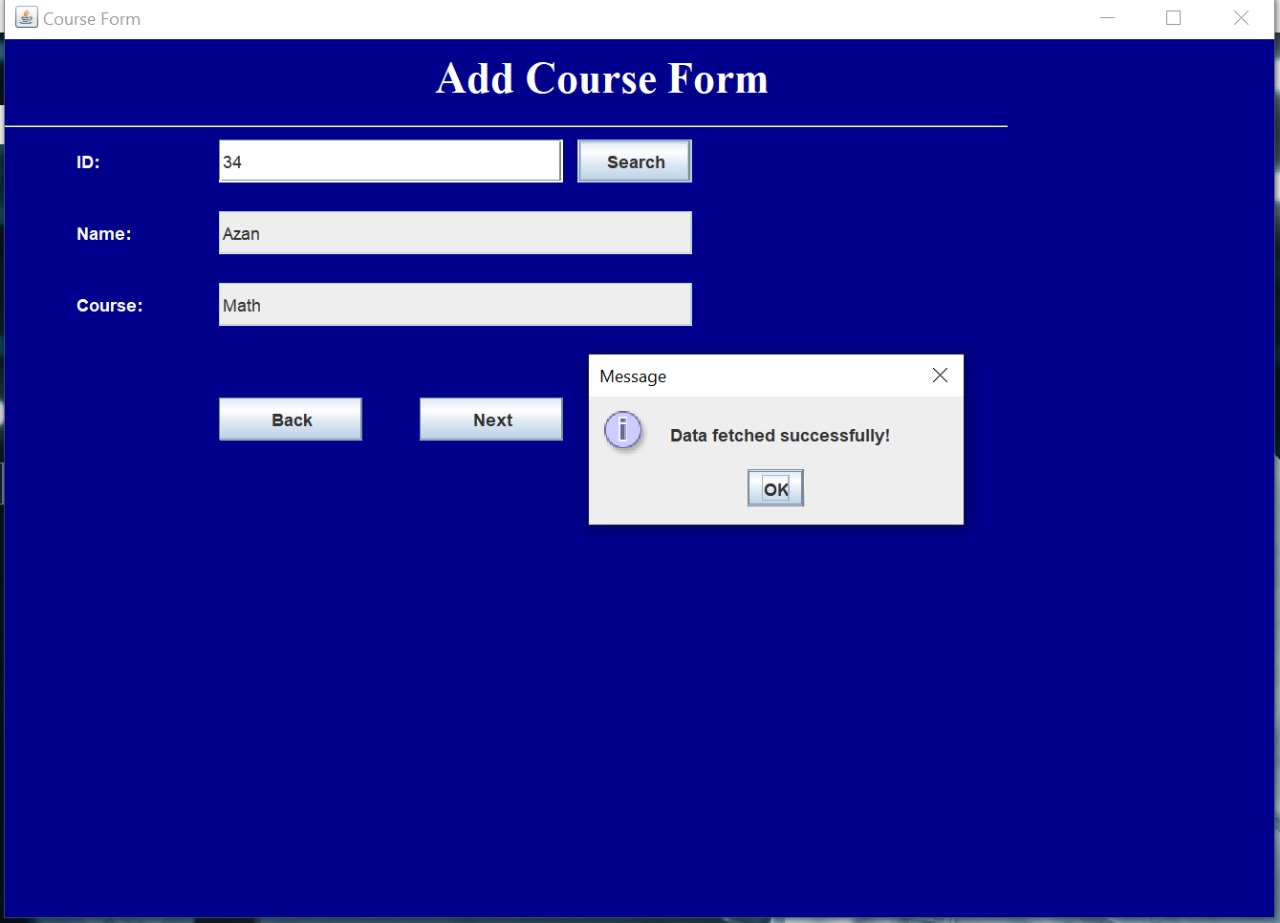 Course Form
Add Course Form
ID: 34 Search
Name: Azan
Course: Math
Message
Data fetched successfully!
OK
Back Next